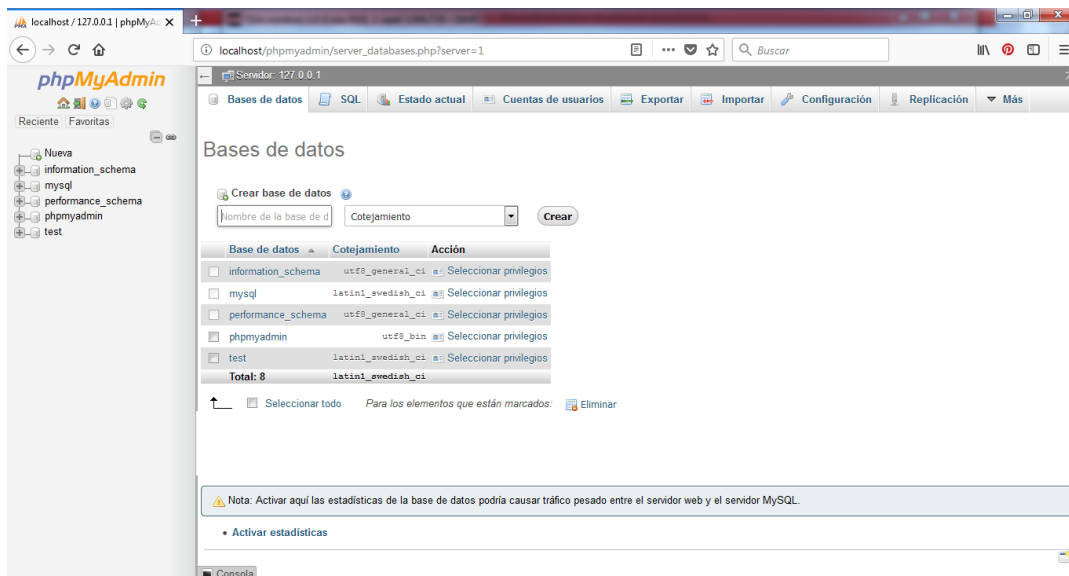 localhost / 127.0.0.1 | phpMyAd
localhost/phpmyadmin/server_databases.php?server=1
Buscar
phpMyAdmin
Reciente Favoritas
Nueva
information_schema
mysql
performance_schema
phpmyadmin
test
Servidor: 127.0.0.1
Bases de datos SQL Estado actual Cuentas de usuarios Exportar Importar Configuración Replicación Más
Bases de datos
Crear base de datos
Nombre de la base de d Cotejamiento Crear
Base de datos Cotejamiento Acción
information_schema utf8_general_ci Seleccionar privilegios
mysql latin1_swedish_ci Seleccionar privilegios
performance_schema utf8_general_ci Seleccionar privilegios
phpmyadmin utf8_bin Seleccionar privilegios
test latin1_swedish_ci Seleccionar privilegios
Total: 8 latin1_swedish_ci
Seleccionar todo Para los elementos que están marcados: Eliminar
Nota: Activar aquí las estadísticas de la base de datos podría causar tráfico pesado entre el servidor web y el servidor MySQL.
• Activar estadísticas
Consola